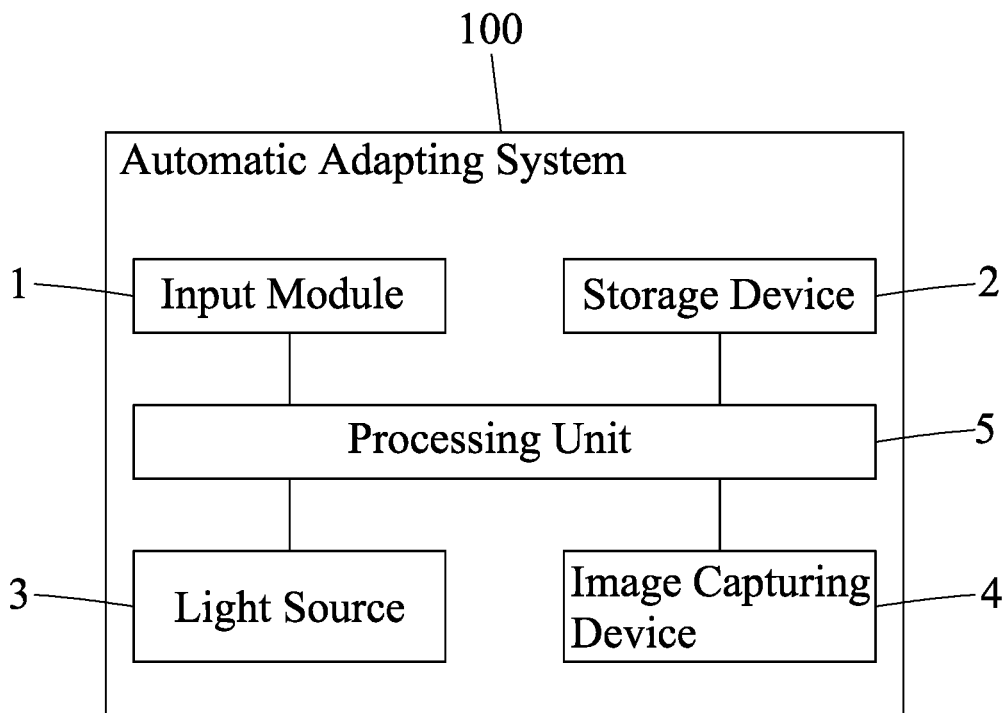 100
Automatic Adapting System
1
Input Module
Storage Device
2
Processing Unit
5
3
Light Source
Image Capturing
Device
4